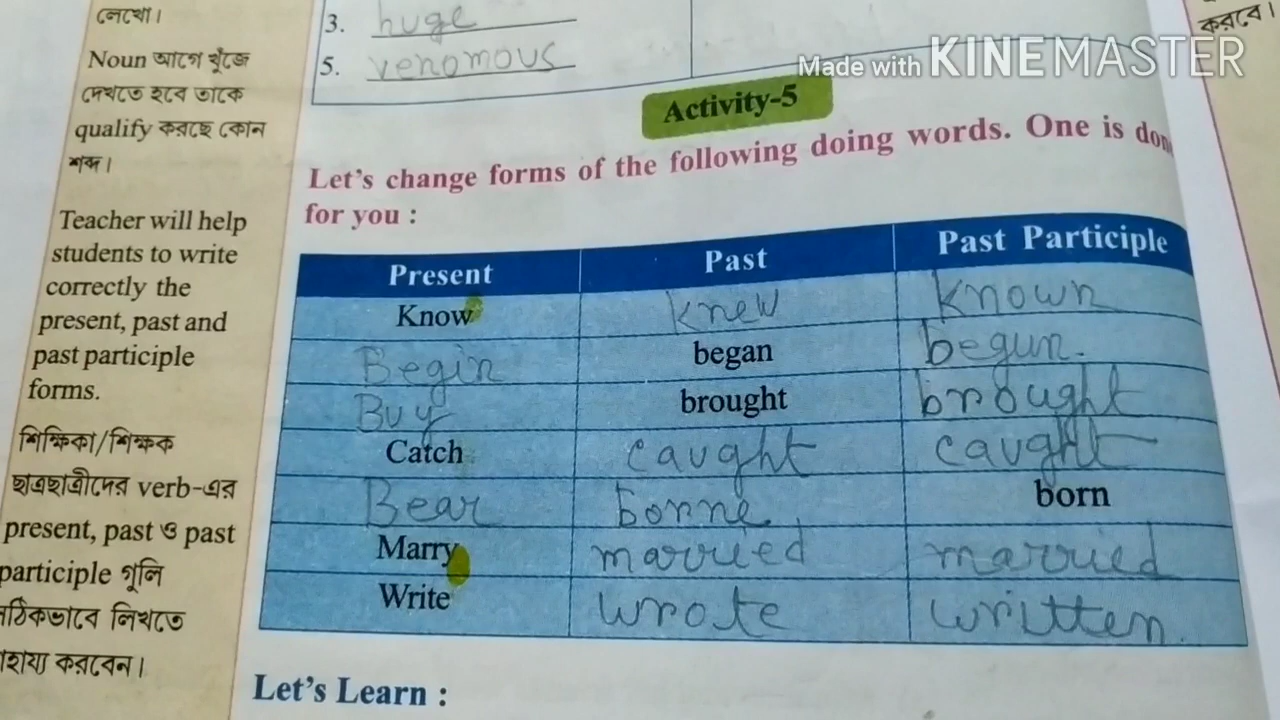 লেখো।
Noun আগে খুঁজে
দেখতে হবে তাকে
qualify করছে কোন
শব্দ।
Teacher will help
students to write
correctly the
present, past and
past participle
forms.
শিক্ষিকা/শিক্ষক
ছাত্রছাত্রীদের verb-এর
present, past ও past
participle গুলি
সঠিকভাবে লিখতে
সাহায্য করবেন।
3. huge
5. venomous
করবে।
Made with KINEMASTER
Activity-5
Let's change forms of the following doing words. One is don
for you :
Present Past Past Participle
Know knew known
Begin began begun.
Buy brought brought
Catch caught caught
Bear borne born
Marry married married
Write wrote written.
Let's Learn :